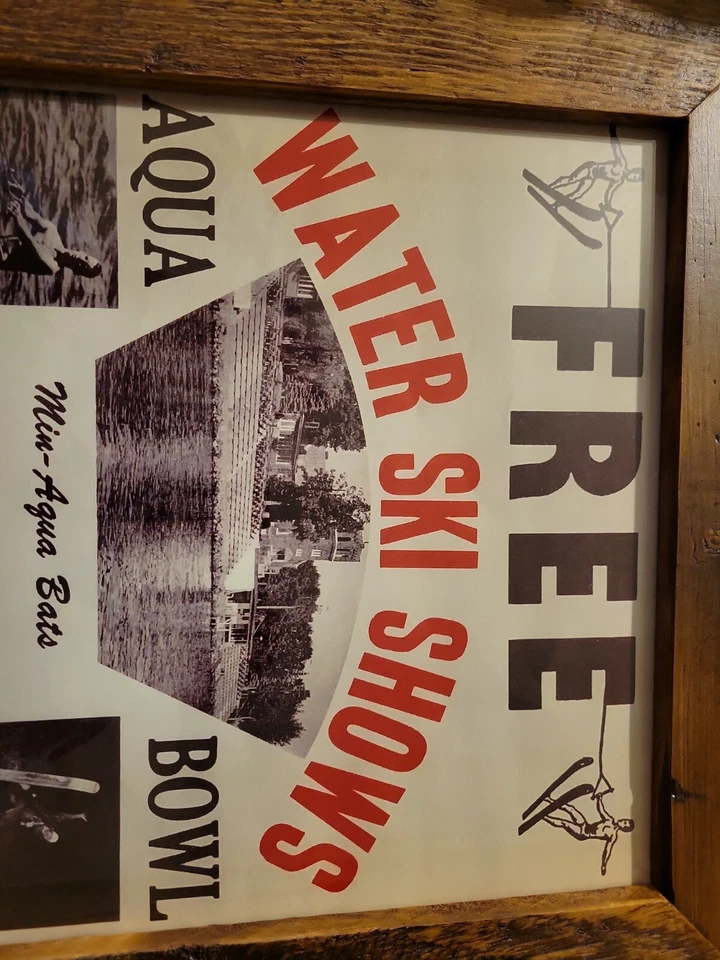 FREE
WATER SKI SHOWS
AQUA BOWL
Min-Aqua Bats